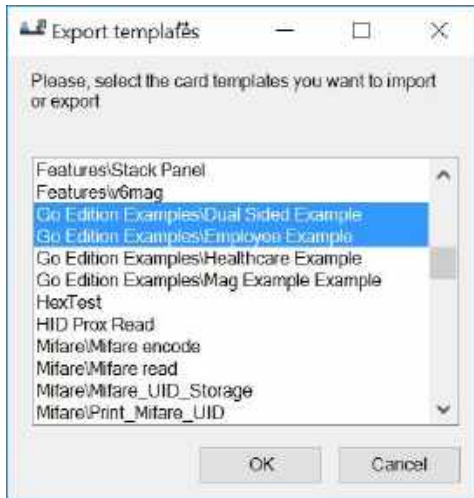 Export templates
Please, select the card templates you want to import
or export
Features\Stack Panel
Features\v6mag
Go Edition Examples\Dual Sided Example
Go Edition Examples\Employee Example
Go Edition Examples\Healthcare Example
Go Edition Examples\Mag Example Example
HexTest
HID Prox Read
Mifare\Mifare encode
Mifare\Mifare read
Mifare\Mifare_UID_Storage
Mifare\Print_Mifare_UID
OK
Cancel